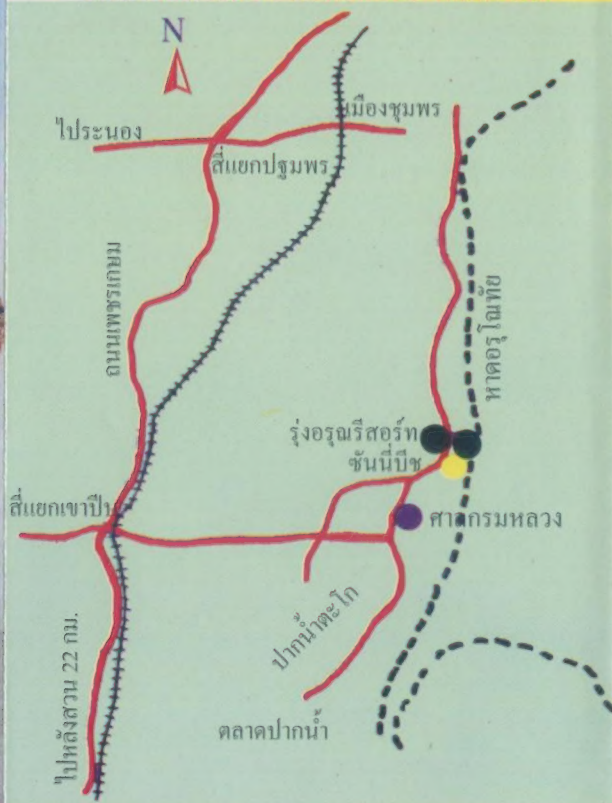 N
เมืองชุมพร
ไประนอง
สี่แยกปฐมพร
ถนนเพชรเกษม
หาดอรุโณทัย
รุ่งอรุณรีสอร์ท
ซันนี่บีช
สี่แยกเขาปีบ
ศาลกรมหลวง
ปากน้ำตะโก
ไปหลังสวน 22 กม.
ตลาดปากน้ำ